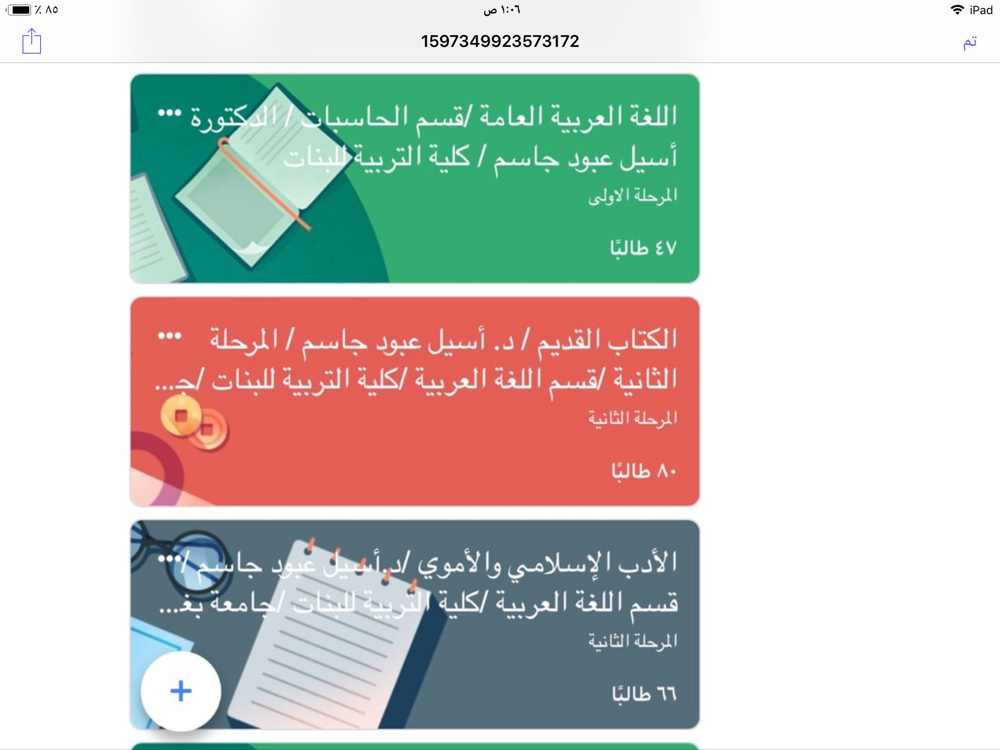 ٨٥ ٪
١:٠٦ ص
iPad
1597349923573172
تم
اللغة العربية العامة /قسم الحاسبات / الدكتورة
أسيل عبود جاسم / كلية التربية للبنات
المرحلة الاولى
٤٧ طالبًا
الكتاب القديم / د. أسيل عبود جاسم / المرحلة
الثانية /قسم اللغة العربية /كلية التربية للبنات /ج...
المرحلة الثانية
٨٠ طالبًا
الأدب الإسلامي والأموي /د.أسيل عبود جاسم /
قسم اللغة العربية /كلية التربية للبنات /جامعة بغ...
المرحلة الثانية
٦٦ طالبًا